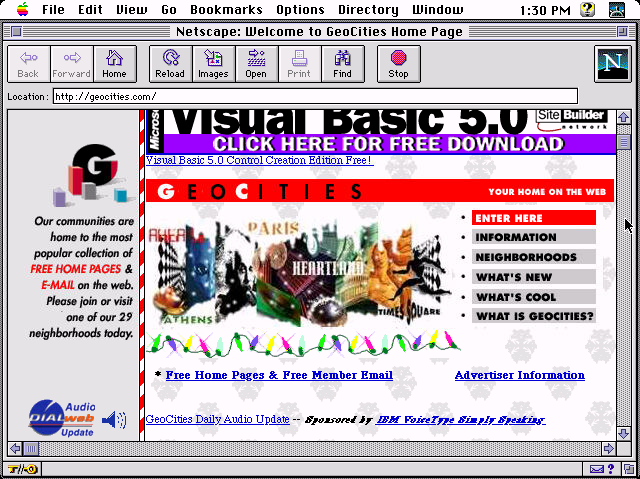 File Edit View Go Bookmarks Options Directory Window 1:30 PM
Netscape: Welcome to GeoCities Home Page
Back Forward Home Reload Images Open Print Find Stop
N
Location: http://geocities.com/
Microso
Visual Basic 5.0
Site Builder
network
CLICK HERE FOR FREE DOWNLOAD
Visual Basic 5.0 Control Creation Edition Free!
G
GEOCITIES YOUR HOME ON THE WEB
Our communities are
home to the most
popular collection of
FREE HOME PAGES &
E-MAIL on the web.
Please join or visit
one of our 29
neighborhoods today.
PARIS
HEARTLAND
ATHENS
TIMES SQUARE
• ENTER HERE
• INFORMATION
• NEIGHBORHOODS
• WHAT'S NEW
• WHAT'S COOL
• WHAT IS GEOCITIES?
* Free Home Pages & Free Member Email Advertiser Information
Audio
DIALweb
Update
GeoCities Daily Audio Update -- Sponsored by IBM VoiceType Simply Speaking
?